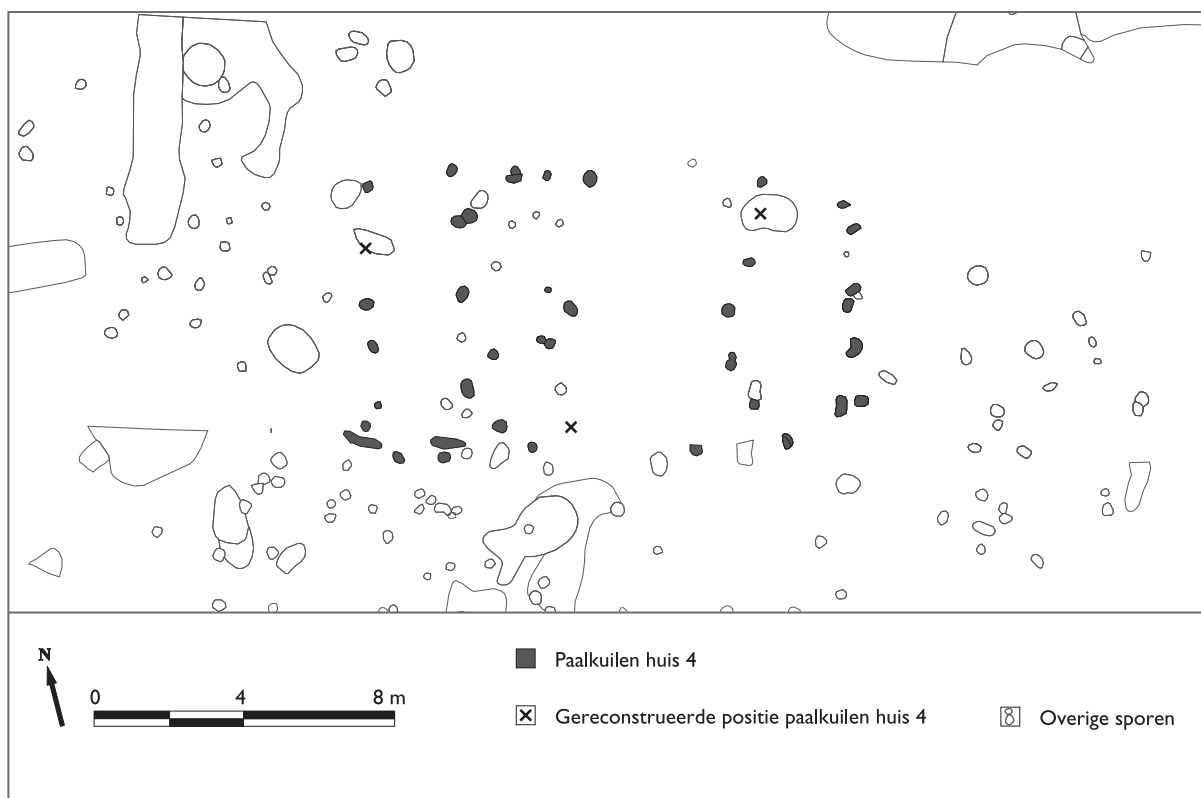 N
0 4 8 m
Paalkuilen huis 4
Gereconstrueerde positie paalkuilen huis 4
Overige sporen